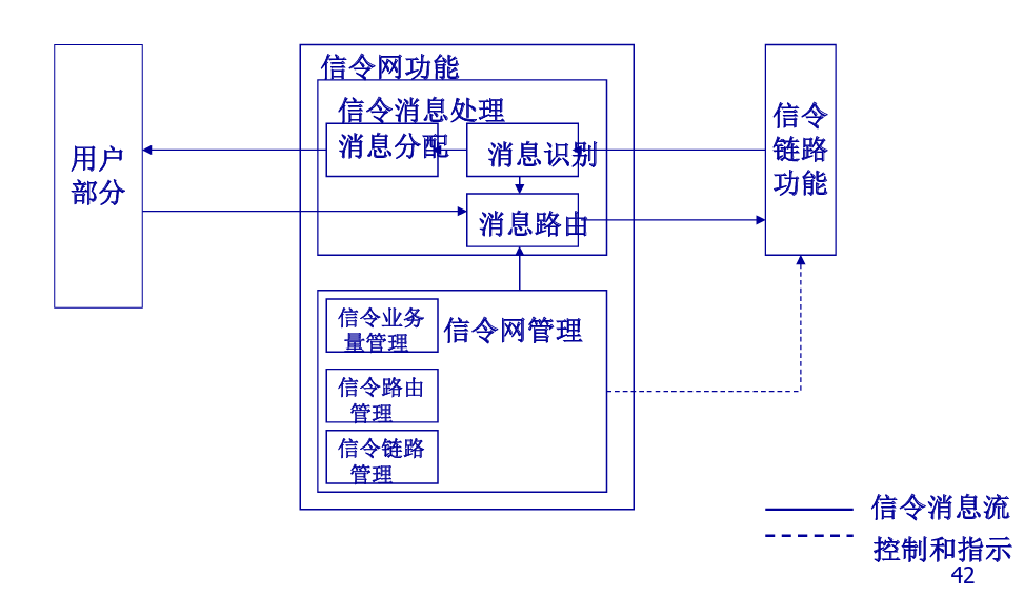 信令网功能
信令消息处理
用户
部分
消息分配
消息识别
消息路由
信令
链路
功能
信令业务
量管理
信令网管理
信令路由
管理
信令链路
管理
信令消息流
控制和指示
42